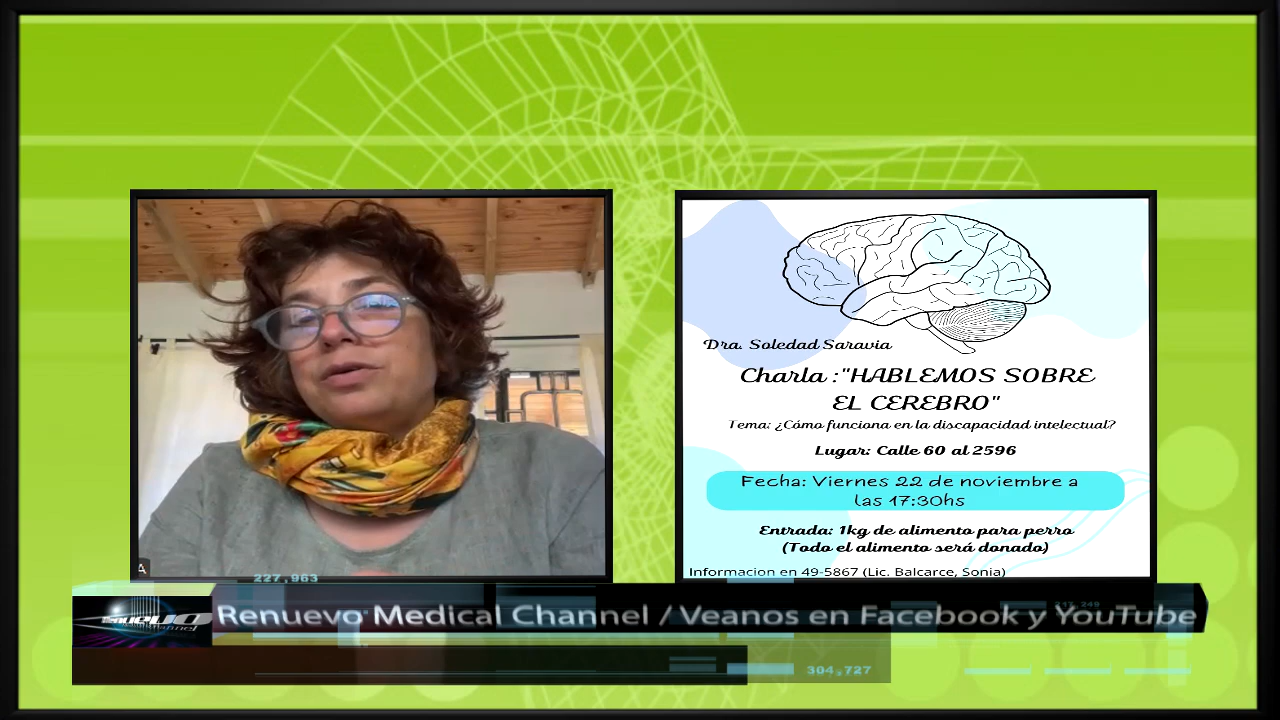 Dra. Soledad Saravia
Charla :"HABLEMOS SOBRE
EL CEREBRO"
Tema: ¿Cómo funciona en la discapacidad intelectual?
Lugar: Calle 60 al 2596
Fecha: Viernes 22 de noviembre a
las 17:30hs
Entrada: 1kg de alimento para perro
(Todo el alimento será donado)
Informacion en 49-5867 (Lic. Balcarce, Sonia)
A
227,963
Renuevo Medical Channel / Veanos en Facebook y YouTube
304,727